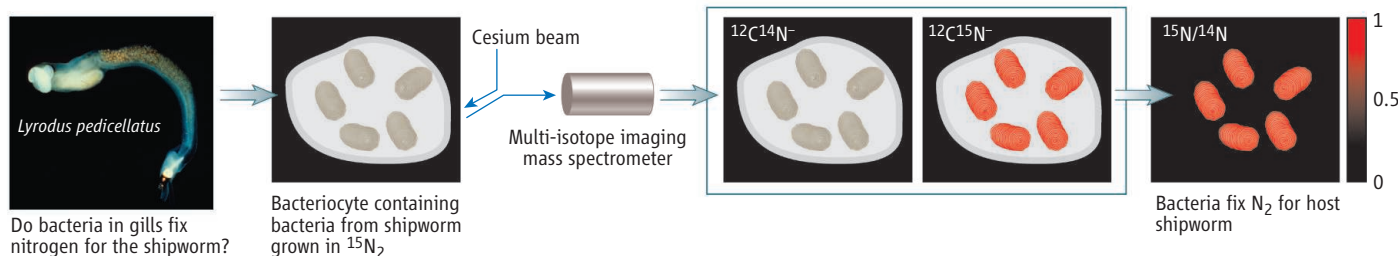 Lyrodus pedicellatus
Do bacteria in gills fix
nitrogen for the shipworm?
Bacteriocyte containing
bacteria from shipworm
grown in ¹⁵N₂
Cesium beam
Multi-isotope imaging
mass spectrometer
¹²C¹⁴N⁻
¹²C¹⁵N⁻
¹⁵N/¹⁴N
1
0.5
0
Bacteria fix N₂ for host
shipworm